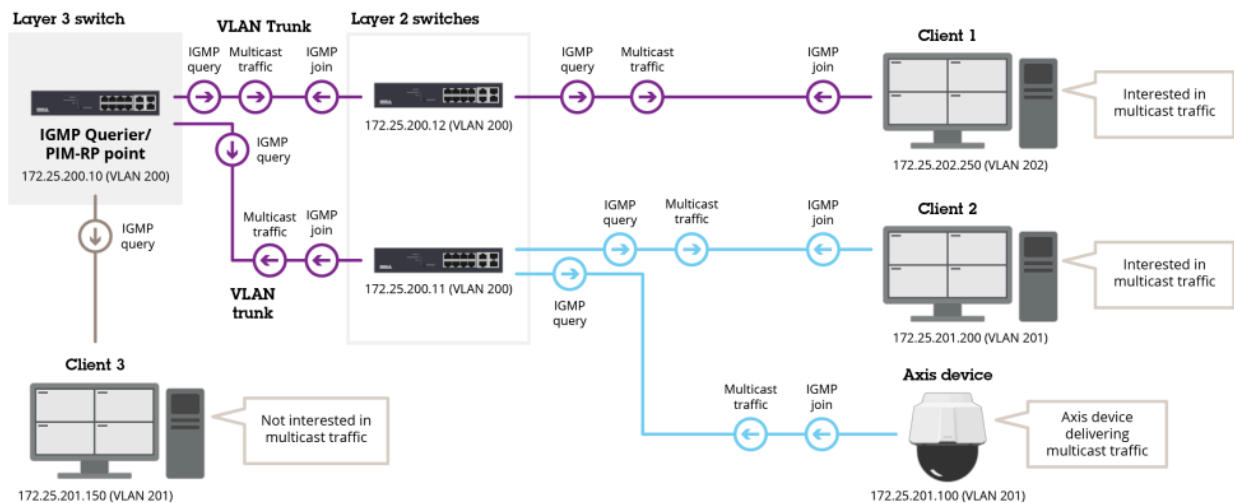 Layer 3 switch
VLAN Trunk
Layer 2 switches
Client 1
IGMP
query
Multicast
traffic
IGMP
join
IGMP
query
Multicast
traffic
IGMP
join
Interested in
multicast traffic
IGMP Querier/
PIM-RP point
172.25.200.10 (VLAN 200)
172.25.200.12 (VLAN 200)
IGMP
query
172.25.202.250 (VLAN 202)
Client 2
IGMP
query
Multicast
traffic
IGMP
join
IGMP
query
Multicast
traffic
IGMP
join
Interested in
multicast traffic
172.25.200.11 (VLAN 200)
VLAN
trunk
IGMP
query
172.25.201.200 (VLAN 201)
Client 3
Axis device
Not interested in
multicast traffic
Multicast
traffic
IGMP
join
Axis device
delivering
multicast traffic
172.25.201.150 (VLAN 201)
172.25.201.100 (VLAN 201)